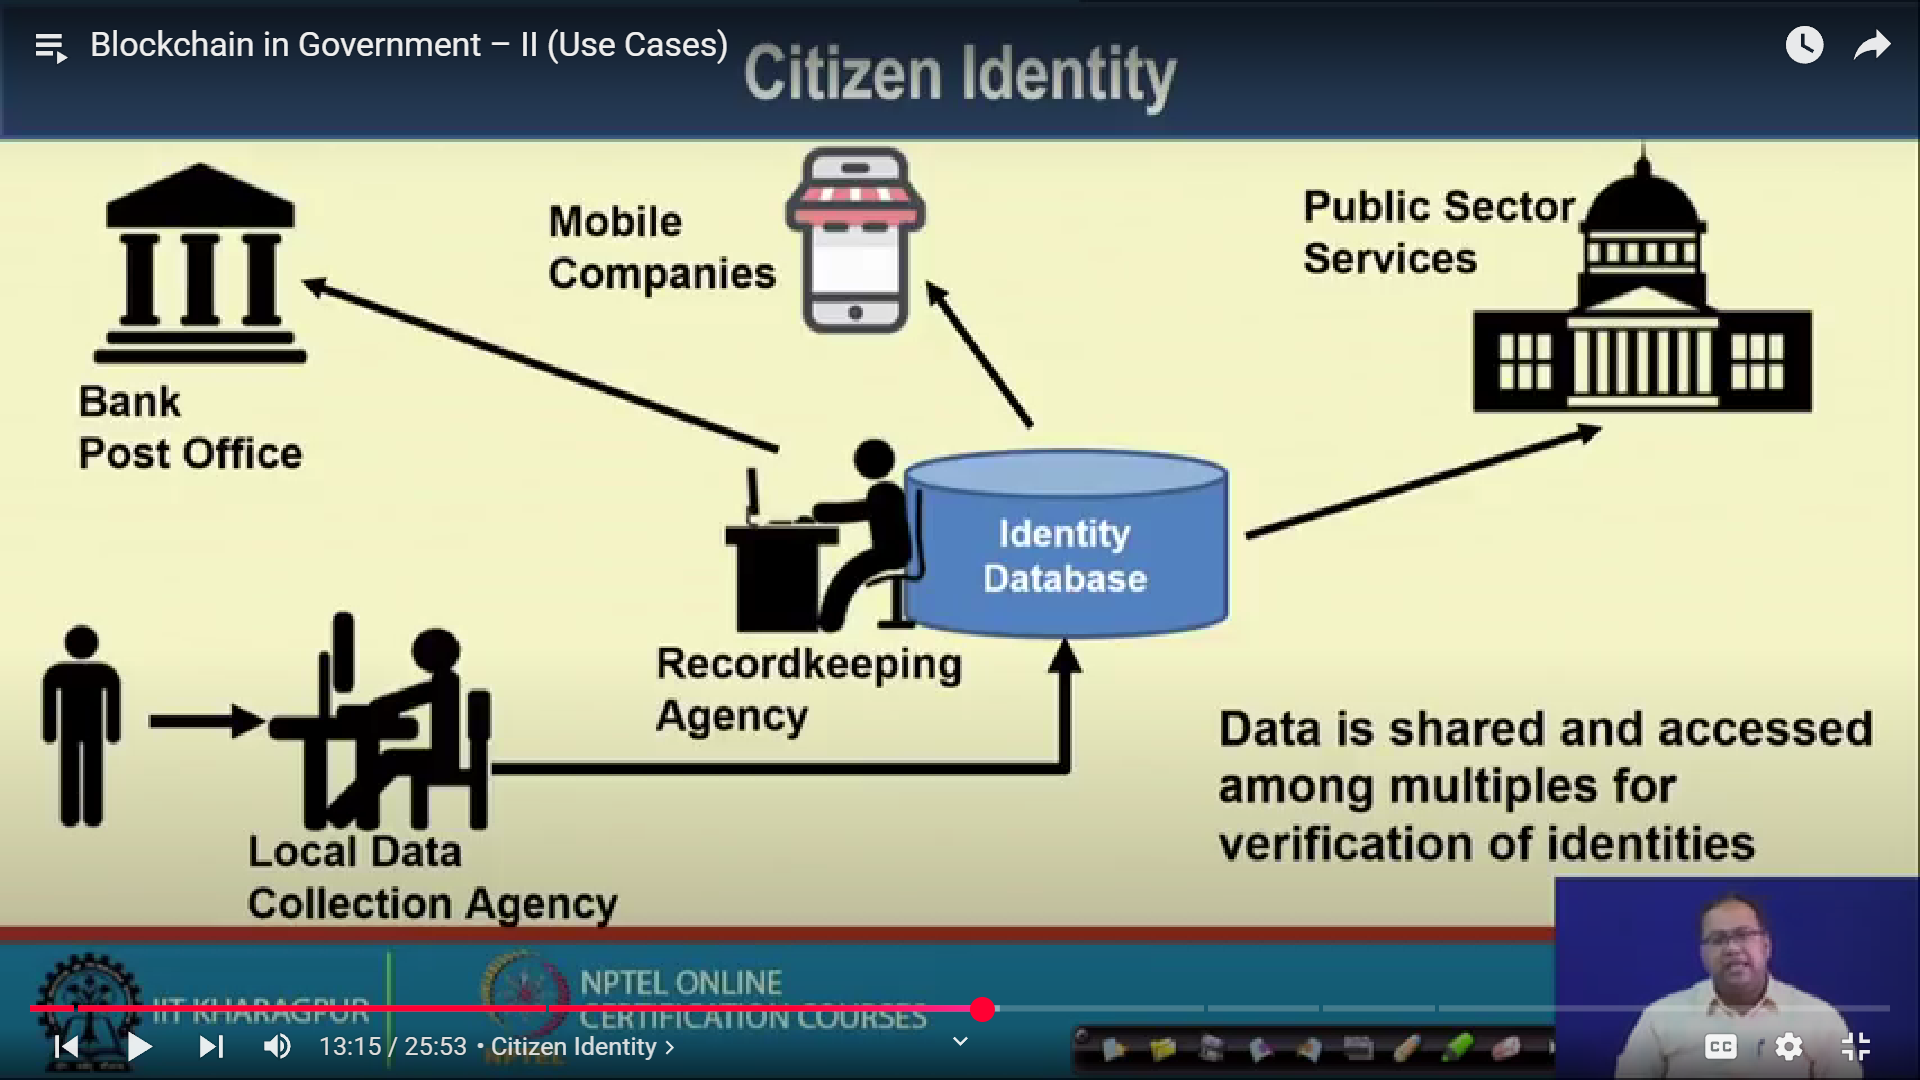 Blockchain in Government – II (Use Cases)
Citizen Identity
Mobile
Companies
Public Sector
Services
Bank
Post Office
Identity
Database
Recordkeeping
Agency
Data is shared and accessed
among multiples for
verification of identities
Local Data
Collection Agency
IIT KHARAGPUR
NPTEL ONLINE
CERTIFICATION COURSES
NPTEL
13:15 / 25:53 • Citizen Identity >
CC